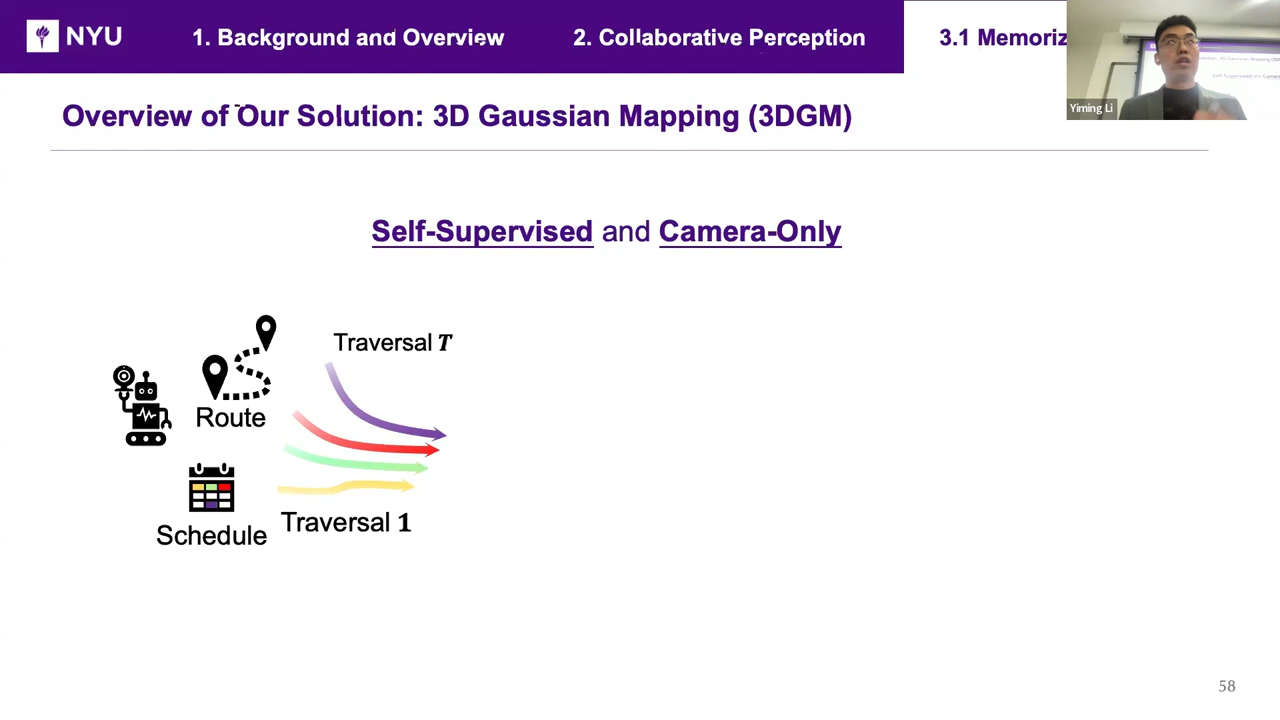 NYU
1. Background and Overview
2. Collaborative Perception
3.1 Memoriz
Yiming Li
Overview of Our Solution: 3D Gaussian Mapping (3DGM)
Self-Supervised and Camera-Only
Traversal T
Route
Schedule
Traversal 1
58